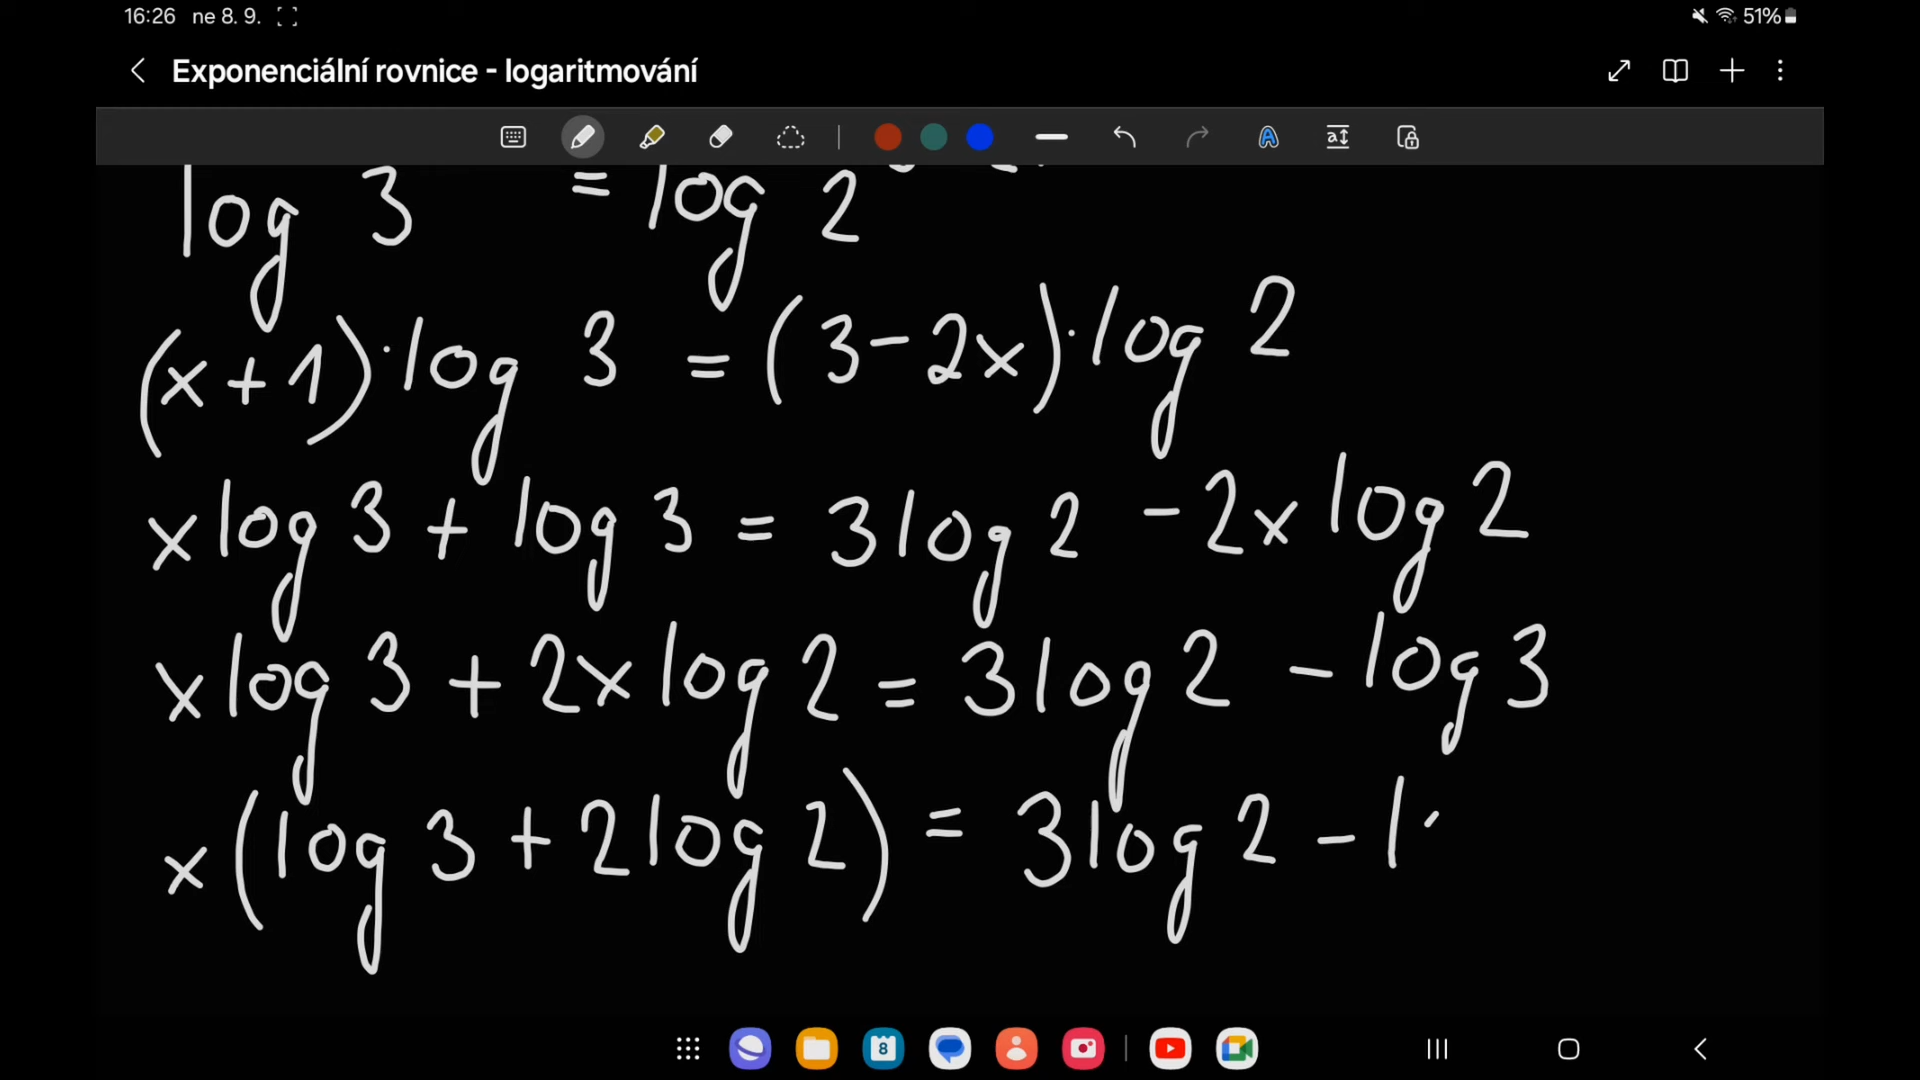 16:26 ne 8. 9. 51%
Exponenciální rovnice - logaritmování
log 3 = log 2
(x+1)·log 3 = (3-2x)·log 2
x log 3 + log 3 = 3 log 2 - 2x log 2
x log 3 + 2x log 2 = 3 log 2 - log 3
x (log 3 + 2 log 2) = 3 log 2 - l
8